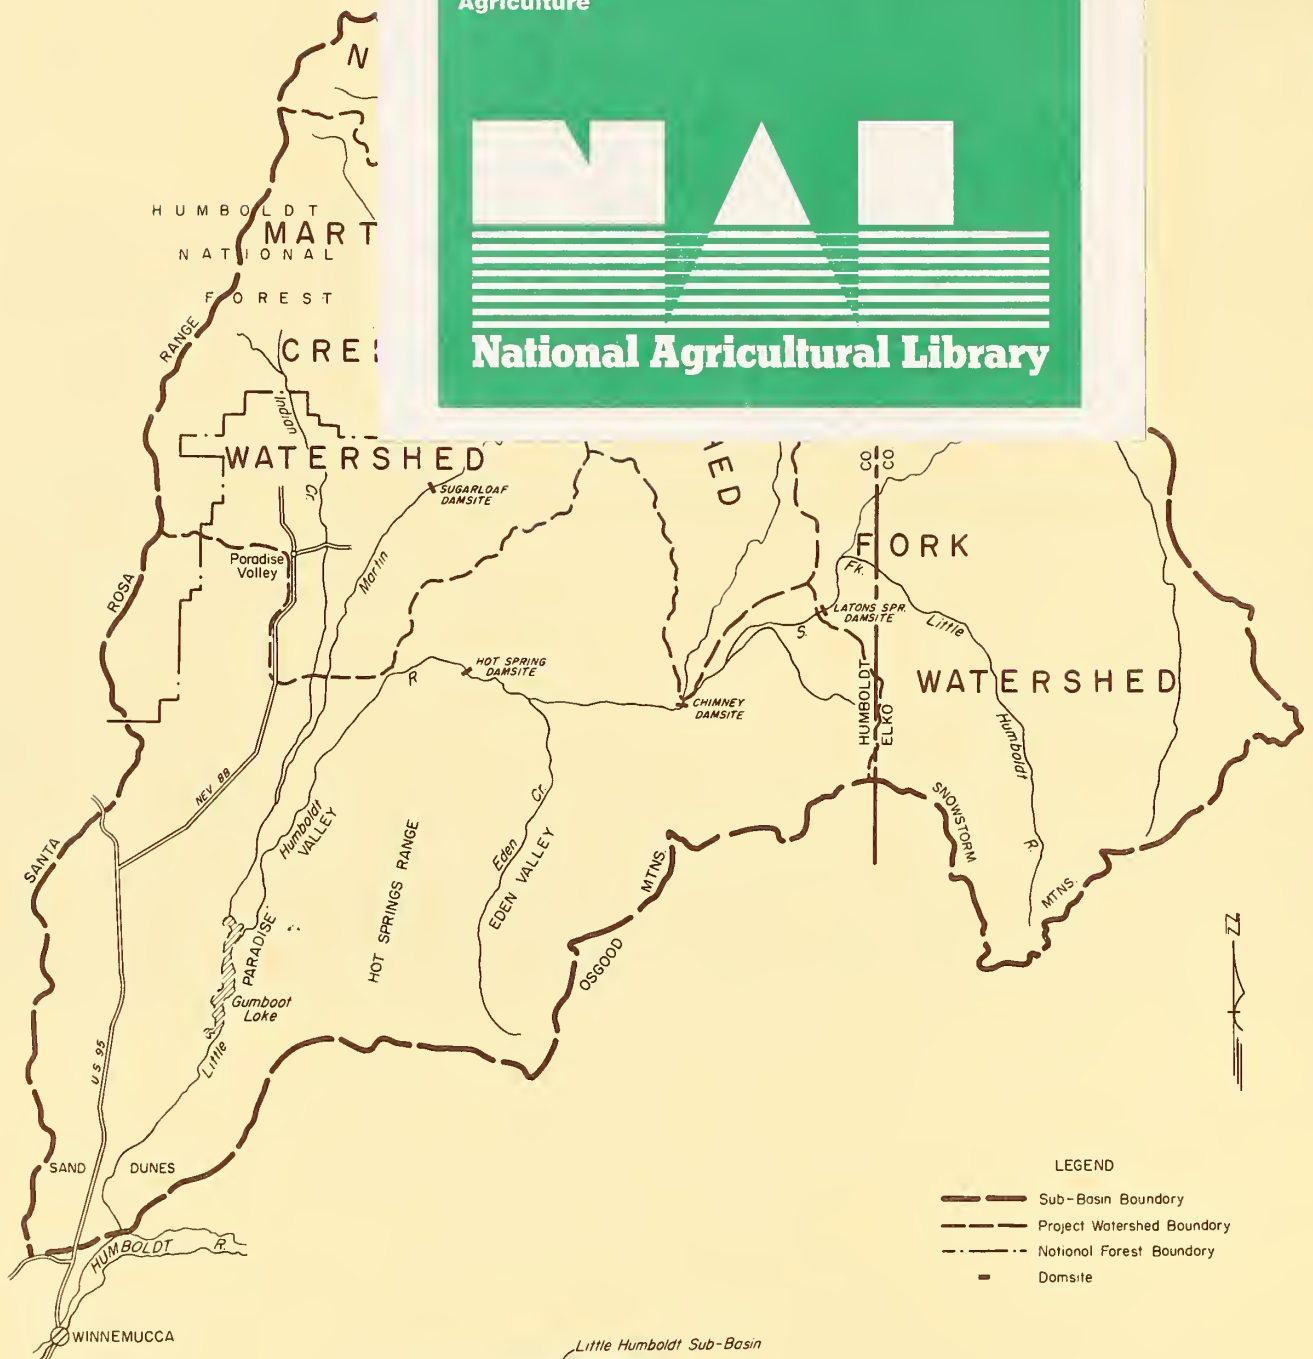 Agriculture
National Agricultural Library
N
HUMBOLDT
MART
NATIONAL
FOREST
RANGE
CRE
Indian
Cr.
WATERSHED
HED
CO.
CO.
SUGARLOAF
DAMSITE
Paradise
Valley
Martin
ROSA
FORK
Fk.
LATONS SPR.
DAMSITE
Little
S.
HOT SPRING
DAMSITE
R
CHIMNEY
DAMSITE
HUMBOLDT
ELKO
WATERSHED
Humboldt
R.
NEV 88
Humboldt
VALLEY
HOT SPRINGS RANGE
Cr.
Eden
EDEN VALLEY
SNOWSTORM
MTNS.
MTNS.
OSGOOD
SANTA
PARADISE
Gumboot
Lake
Little
US 95
SAND DUNES
HUMBOLDT R.
WINNEMUCCA
LEGEND
Sub-Basin Boundary
Project Watershed Boundary
National Forest Boundary
Damsite
Little Humboldt Sub-Basin